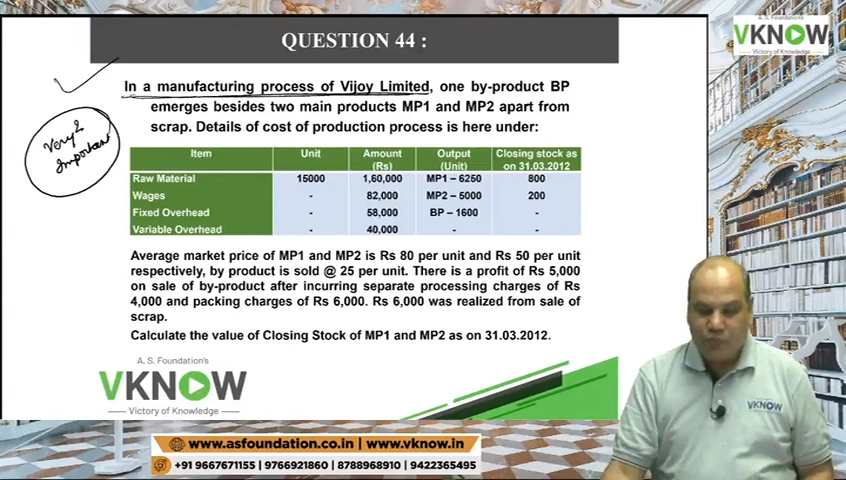 QUESTION 44 :
A. S. Foundation's
VKNOW
Victory of Knowledge
In a manufacturing process of Vijoy Limited, one by-product BP
emerges besides two main products MP1 and MP2 apart from
scrap. Details of cost of production process is here under:
Very 2
Important
Item Unit Amount (Rs) Output (Unit) Closing stock as on 31.03.2012
Raw Material 15000 1,60,000 MP1 – 6250 800
Wages - 82,000 MP2 – 5000 200
Fixed Overhead - 58,000 BP – 1600 -
Variable Overhead - 40,000 - -
Average market price of MP1 and MP2 is Rs 80 per unit and Rs 50 per unit
respectively, by product is sold @ 25 per unit. There is a profit of Rs 5,000
on sale of by-product after incurring separate processing charges of Rs
4,000 and packing charges of Rs 6,000. Rs 6,000 was realized from sale of
scrap.
Calculate the value of Closing Stock of MP1 and MP2 as on 31.03.2012.
A. S. Foundation's
VKNOW
Victory of Knowledge
VKNOW
www.asfoundation.co.in | www.vknow.in
+91 9667671155 | 9766921860 | 8788968910 | 9422365495